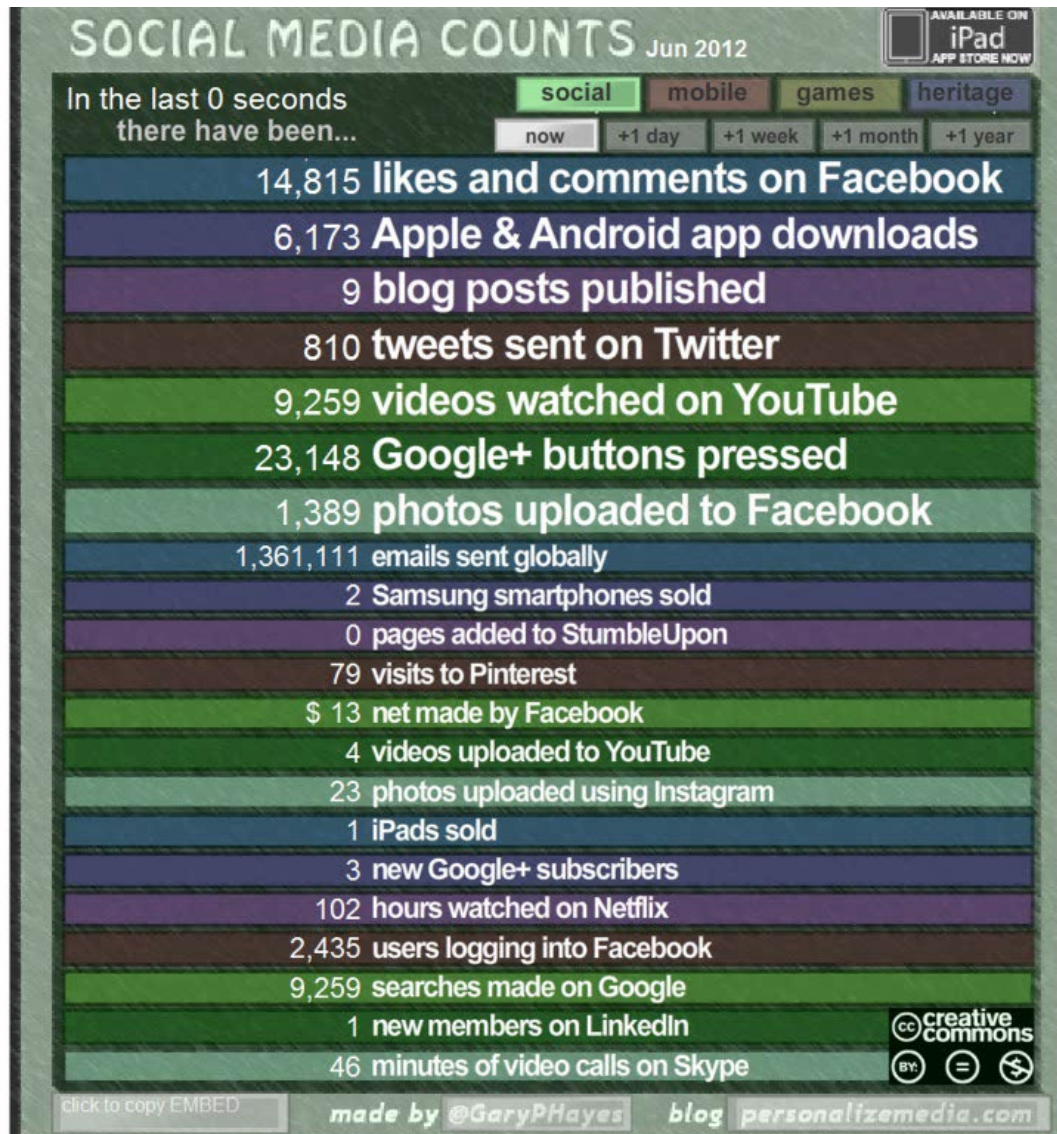 SOCIAL MEDIA COUNTS Jun 2012
AVAILABLE ON
iPad
APP STORE NOW
In the last 0 seconds
there have been...
social mobile games heritage
now +1 day +1 week +1 month +1 year
14,815 likes and comments on Facebook
6,173 Apple & Android app downloads
9 blog posts published
810 tweets sent on Twitter
9,259 videos watched on YouTube
23,148 Google+ buttons pressed
1,389 photos uploaded to Facebook
1,361,111 emails sent globally
2 Samsung smartphones sold
0 pages added to StumbleUpon
79 visits to Pinterest
$ 13 net made by Facebook
4 videos uploaded to YouTube
23 photos uploaded using Instagram
1 iPads sold
3 new Google+ subscribers
102 hours watched on Netflix
2,435 users logging into Facebook
9,259 searches made on Google
1 new members on LinkedIn
46 minutes of video calls on Skype
cc creative
commons
BY: = $
click to copy EMBED
made by @GaryPHayes blog personalizemedia.com